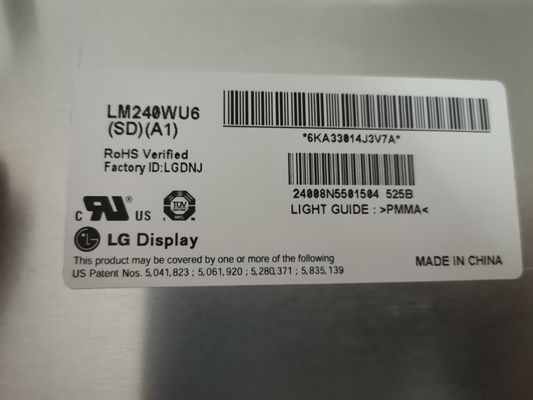 LM240WU6
(SD)(A1)
*6KA33014J3V7A*
RoHS Verified
Factory ID:LGDNJ
24008N5501504 525B
LIGHT GUIDE : >PMMA<
C US
TÜV
LG Display
This product may be covered by one or more of the following
US Patent Nos. 5,041,823 ; 5,061,920 ; 5,280,371 ; 5,835,139
MADE IN CHINA